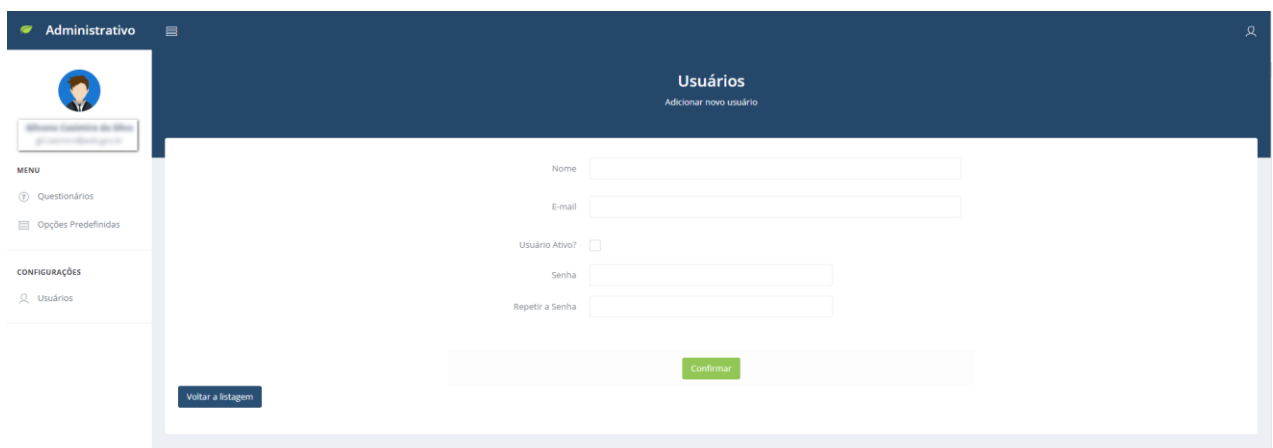 Administrativo
Usuários
Adicionar novo usuário
MENU
Questionários
Opções Predefinidas
CONFIGURAÇÕES
Usuários
Nome
E-mail
Usuário Ativo?
Senha
Repetir a Senha
Confirmar
Voltar a listagem